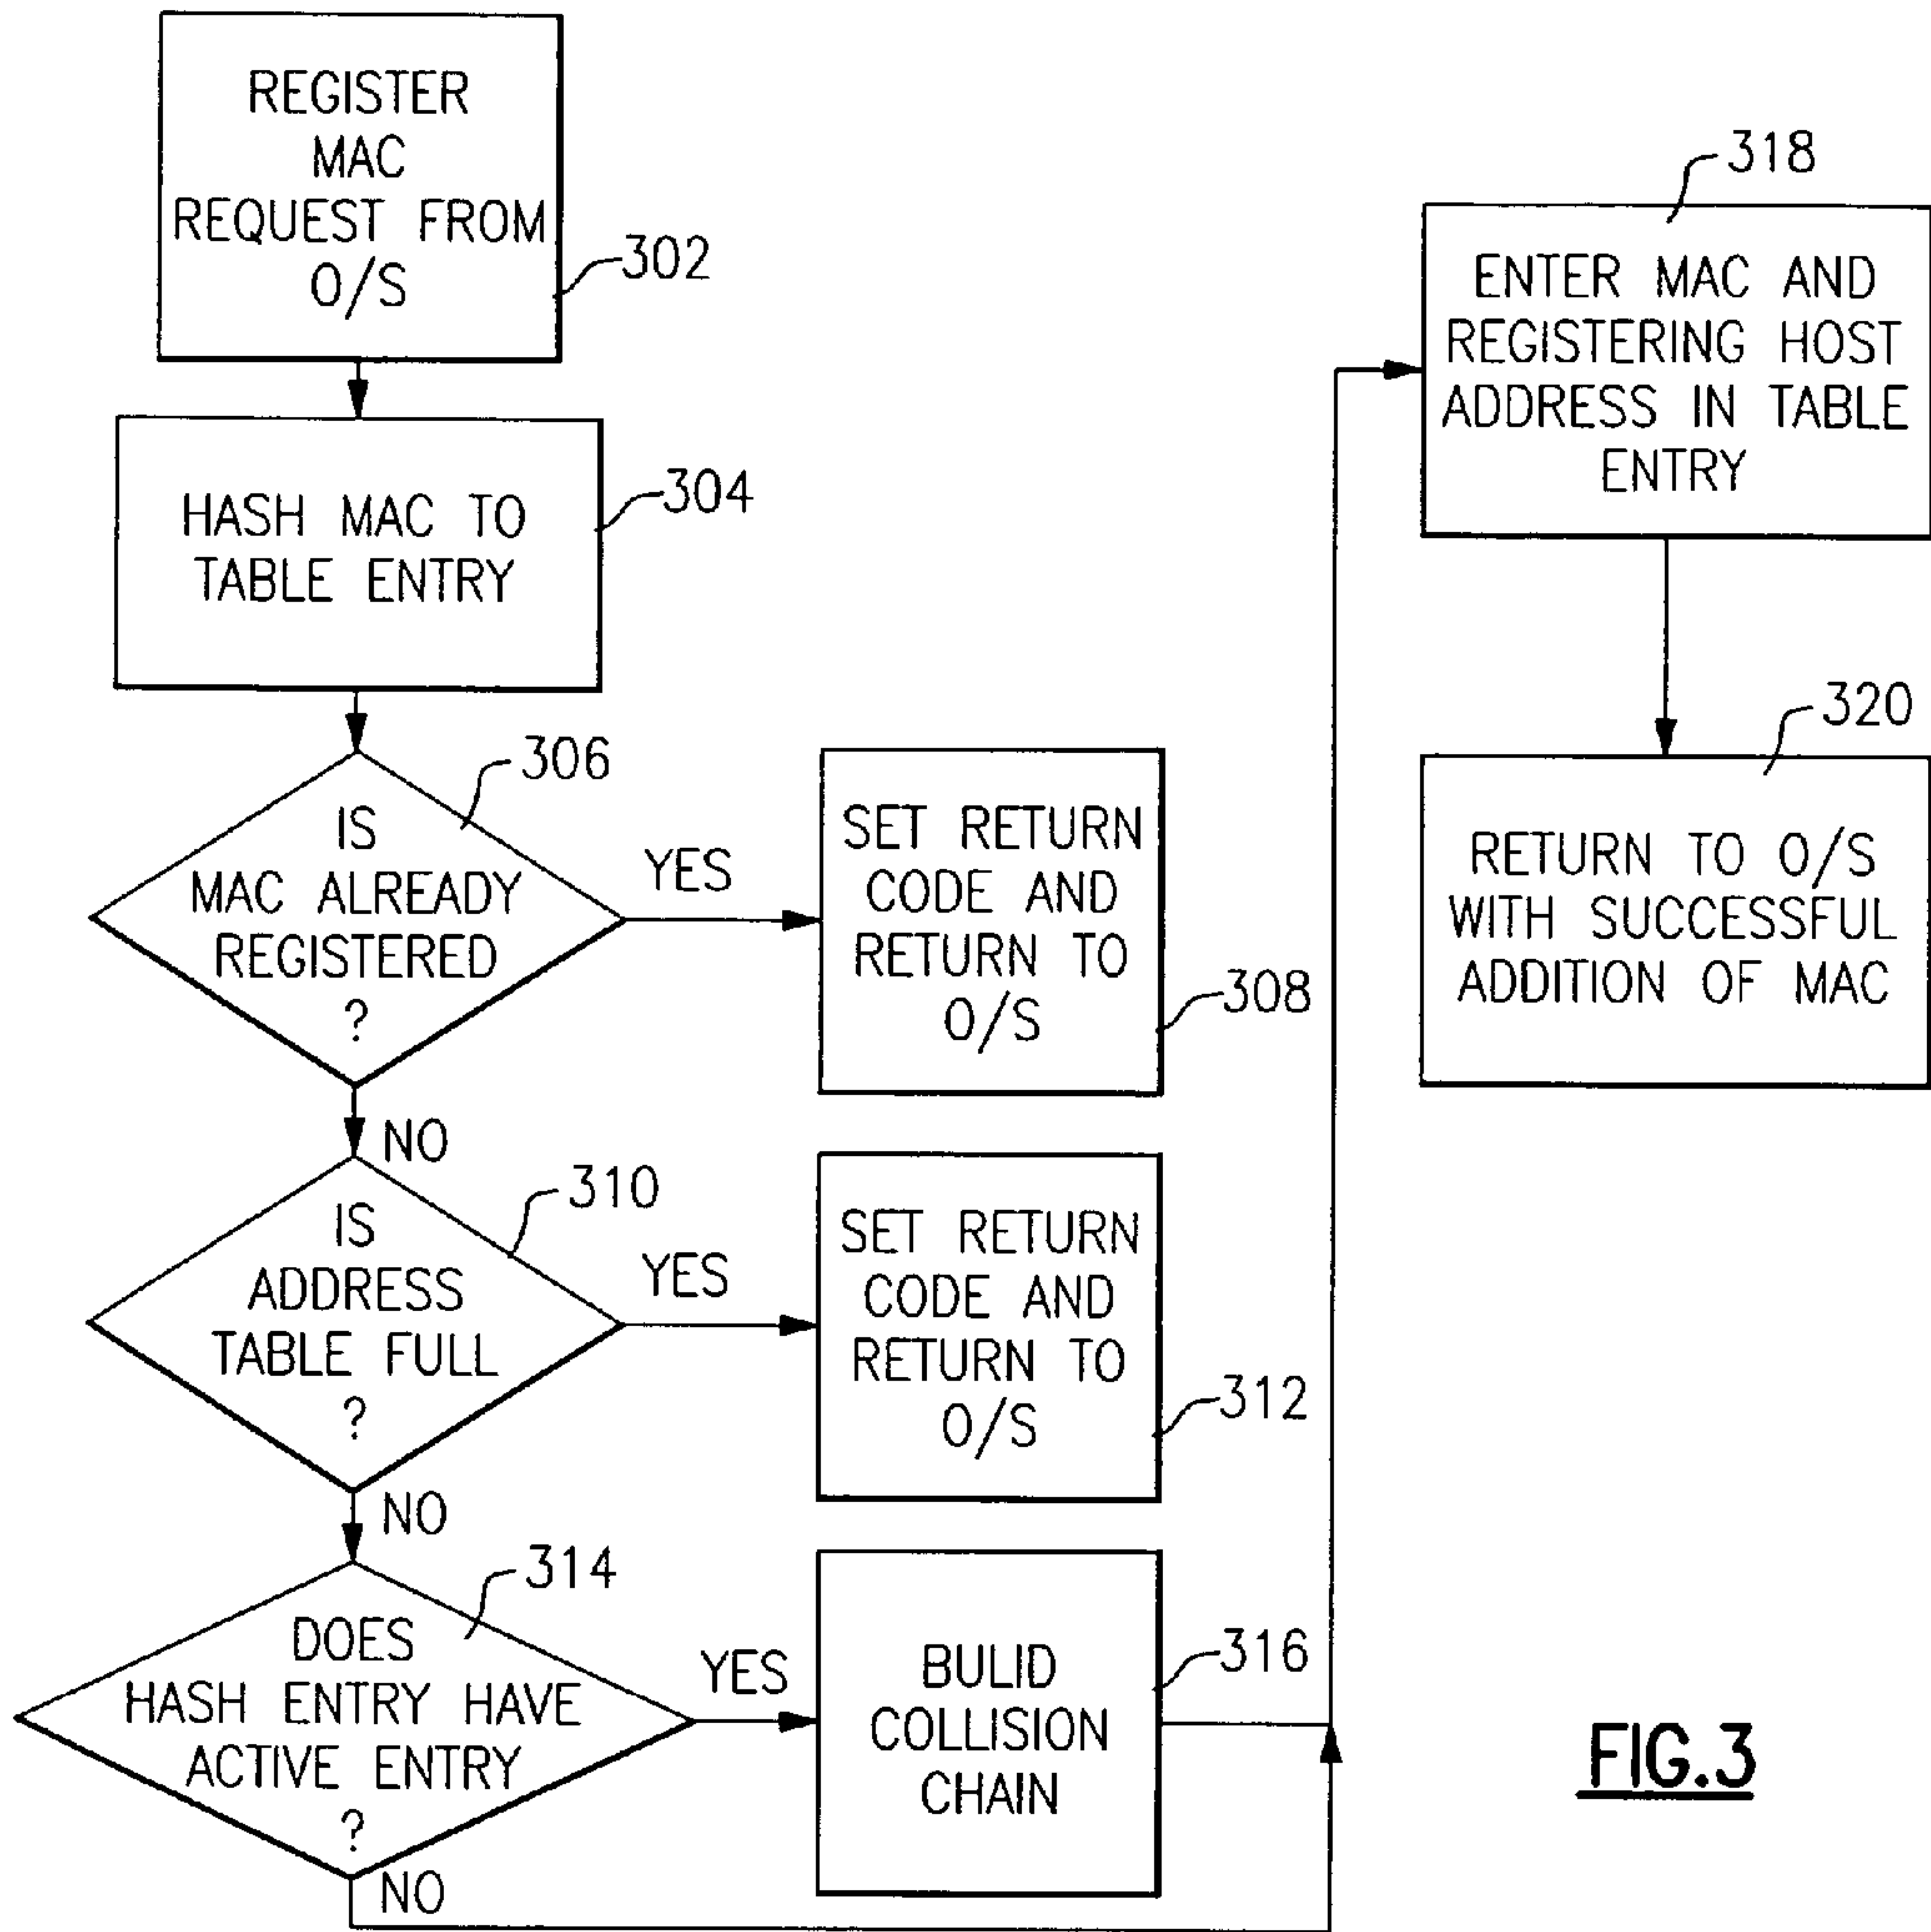 REGISTER
MAC
REQUEST FROM
O/S
302
HASH MAC TO
TABLE ENTRY
304
306
IS
MAC ALREADY
REGISTERED
?
YES
SET RETURN
CODE AND
RETURN TO
O/S
308
NO
310
IS
ADDRESS
TABLE FULL
?
YES
SET RETURN
CODE AND
RETURN TO
O/S
312
NO
314
DOES
HASH ENTRY HAVE
ACTIVE ENTRY
?
YES
BULID
COLLISION
CHAIN
316
NO
318
ENTER MAC AND
REGISTERING HOST
ADDRESS IN TABLE
ENTRY
320
RETURN TO O/S
WITH SUCCESSFUL
ADDITION OF MAC
FIG.3